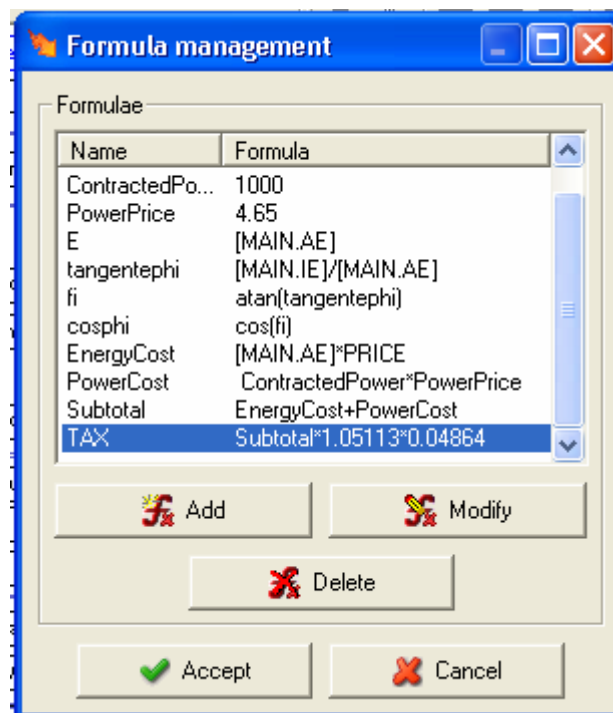 Formula management
Formulae
Name Formula
ContractedPo... 1000
PowerPrice 4.65
E [MAIN.AE]
tangentephi [MAIN.IE]/[MAIN.AE]
fi atan(tangentephi)
cosphi cos(fi)
EnergyCost [MAIN.AE]*PRICE
PowerCost ContractedPower*PowerPrice
Subtotal EnergyCost+PowerCost
TAX Subtotal*1.05113*0.04864
Add Modify
Delete
Accept Cancel